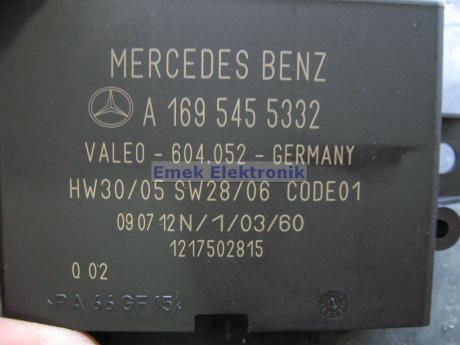 MERCEDES BENZ
A 169 545 5332
VALEO - 604.052 - GERMANY
Emek Elektronik
HW30/05 SW28/06 CODE01
09 07 12 N/1/03/60
1217502815
Q 02
>PA 66 GF 15<